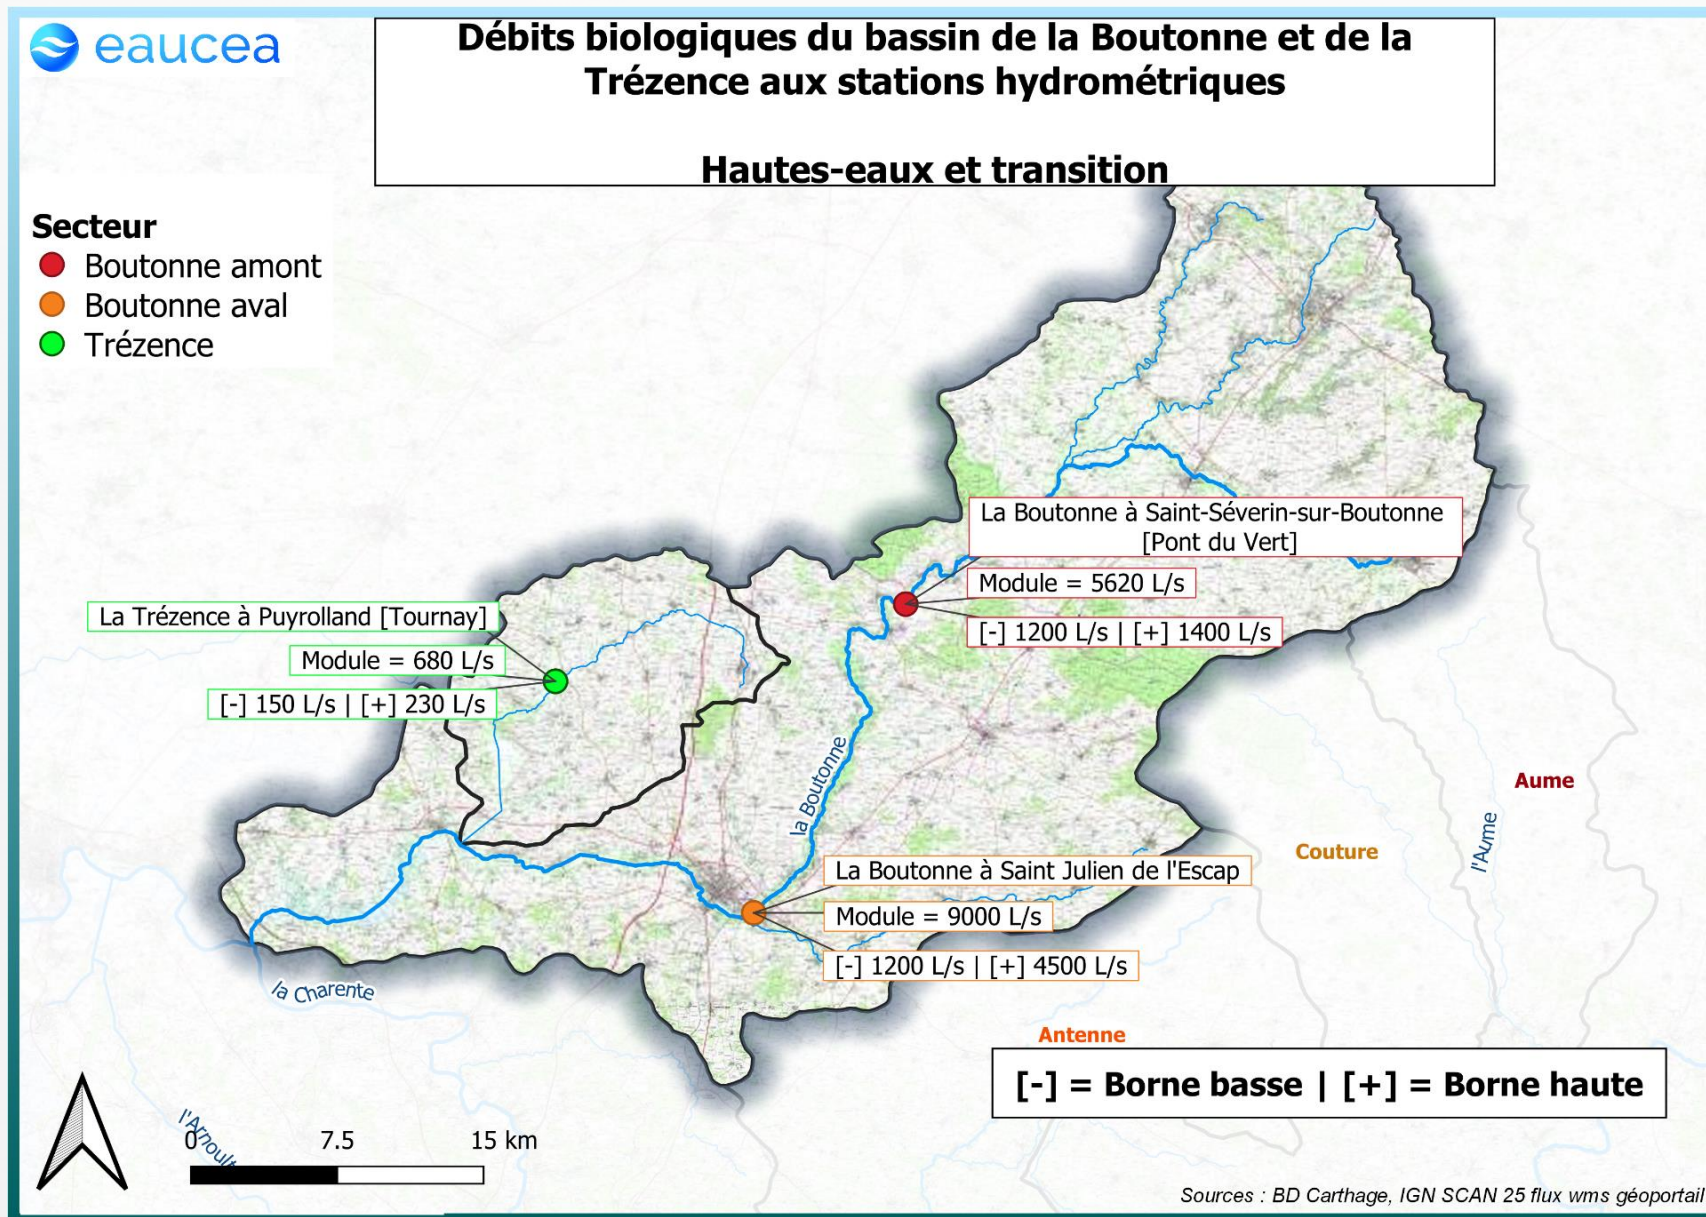 eaucea
Débits biologiques du bassin de la Boutonne et de la
Trézence aux stations hydrométriques
Hautes-eaux et transition
Secteur
Boutonne amont
Boutonne aval
Trézence
La Boutonne à Saint-Séverin-sur-Boutonne
[Pont du Vert]
Module = 5620 L/s
[-] 1200 L/s | [+] 1400 L/s
La Trézence à Puyrolland [Tournay]
Module = 680 L/s
[-] 150 L/s | [+] 230 L/s
la Boutonne
Aume
l'Aume
Couture
La Boutonne à Saint Julien de l'Escap
Module = 9000 L/s
[-] 1200 L/s | [+] 4500 L/s
la Charente
Antenne
[-] = Borne basse | [+] = Borne haute
l'Arnoult
0 7.5 15 km
Sources : BD Carthage, IGN SCAN 25 flux wms géoportail